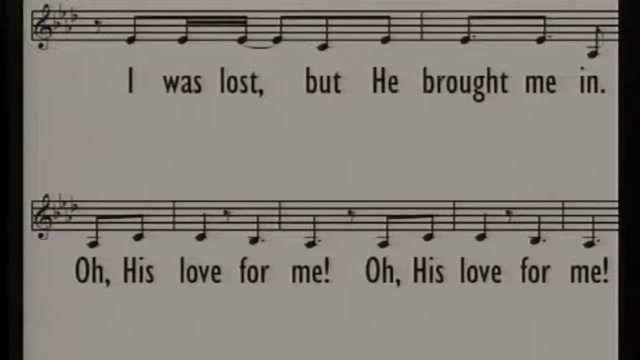 I was lost, but He brought me in.
Oh, His love for me! Oh, His love for me!